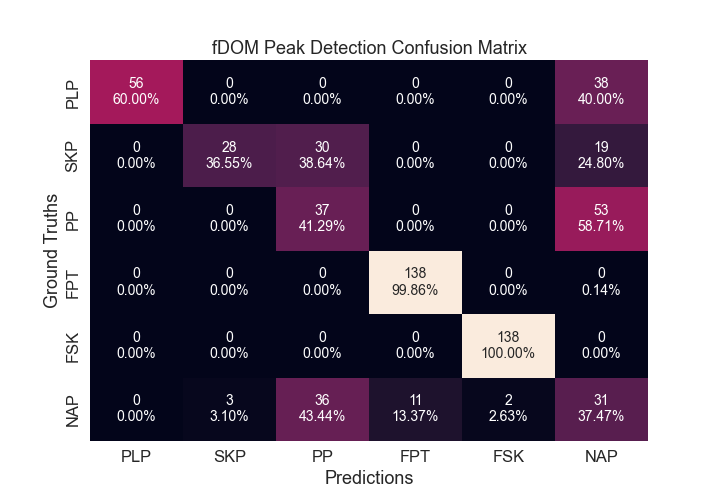 fDOM Peak Detection Confusion Matrix
Ground Truths
PLP
56 0 0 0 0 38
60.00% 0.00% 0.00% 0.00% 0.00% 40.00%
SKP
0 28 30 0 0 19
0.00% 36.55% 38.64% 0.00% 0.00% 24.80%
PP
0 0 37 0 0 53
0.00% 0.00% 41.29% 0.00% 0.00% 58.71%
FPT
0 0 0 138 0 0
0.00% 0.00% 0.00% 99.86% 0.00% 0.14%
FSK
0 0 0 0 138 0
0.00% 0.00% 0.00% 0.00% 100.00% 0.00%
NAP
0 3 36 11 2 31
0.00% 3.10% 43.44% 13.37% 2.63% 37.47%
PLP SKP PP FPT FSK NAP
Predictions